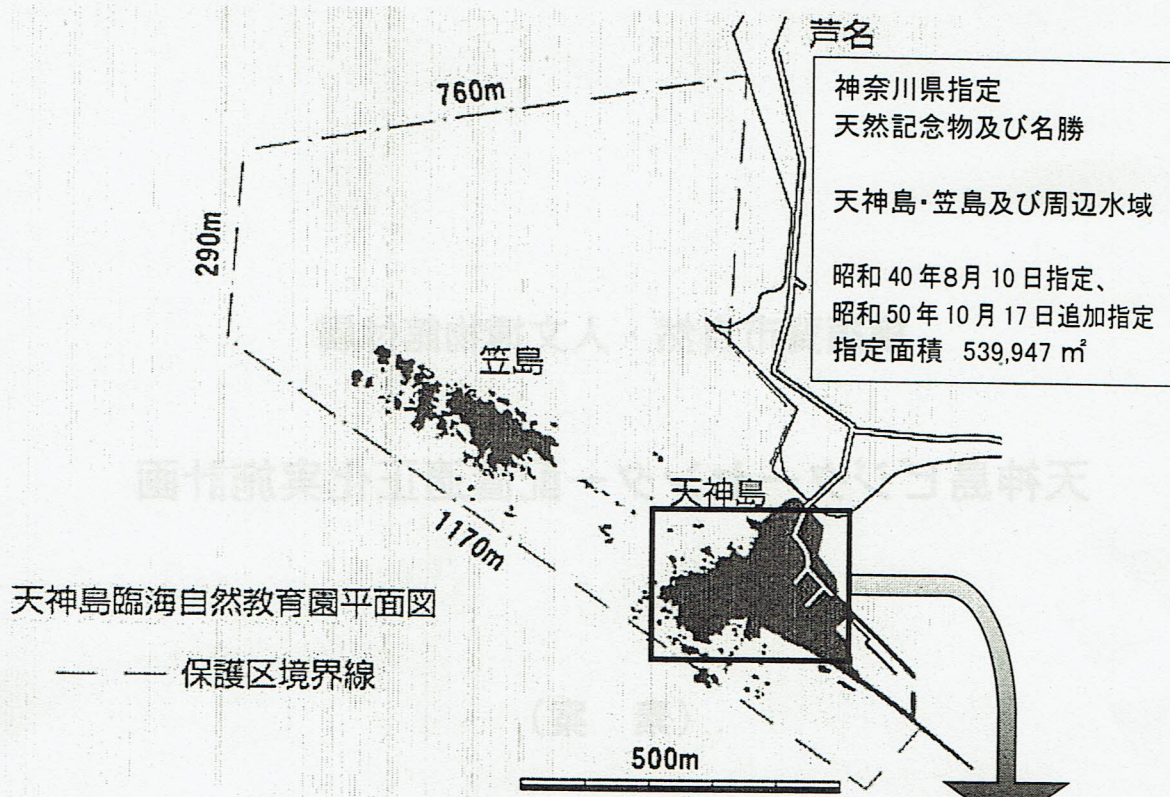 芦名
760m
神奈川県指定
天然記念物及び名勝
天神島・笠島及び周辺水域
昭和40年8月10日指定、
昭和50年10月17日追加指定
指定面積 539,947㎡
290m
笠島
天神島
1170m
天神島臨海自然教育園平面図
保護区境界線
500m